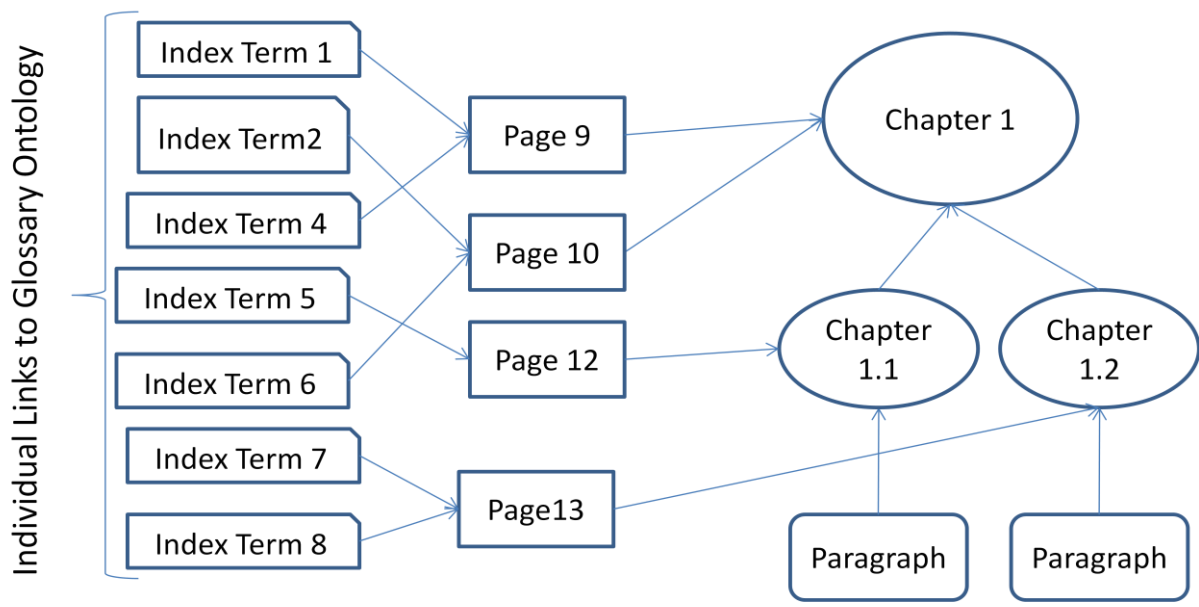 Individual Links to Glossary Ontology
Index Term 1
Index Term2
Index Term 4
Index Term 5
Index Term 6
Index Term 7
Index Term 8
Page 9
Page 10
Page 12
Page13
Chapter 1
Chapter
1.1
Chapter
1.2
Paragraph
Paragraph